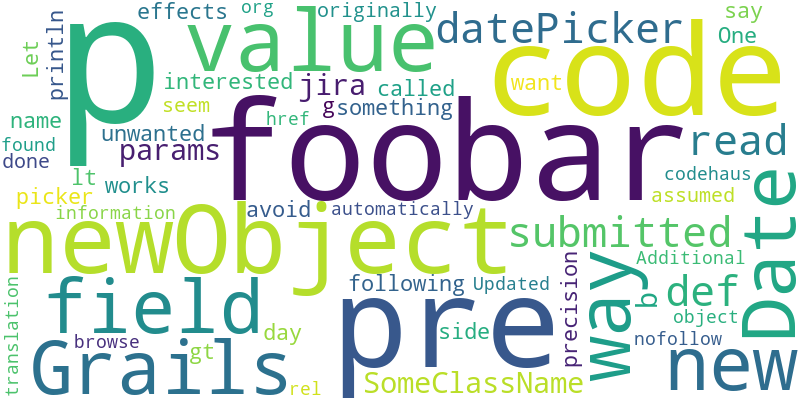 effects
org
originally
say
println
Let
p
value
datePicker
code
One
interested
jira
called
want
seem
g
something
name
href
unwanted
foobar
read
found
done
params
lt
works
codehaus
picker
assumed
information
avoid
automatically
newObject
submitted
Date
Additional
way
field
pre
following
Updated
precision
b
def
object
translation
day
side
nofollow
browse
gt
Grails
rel
SomeClassName
new